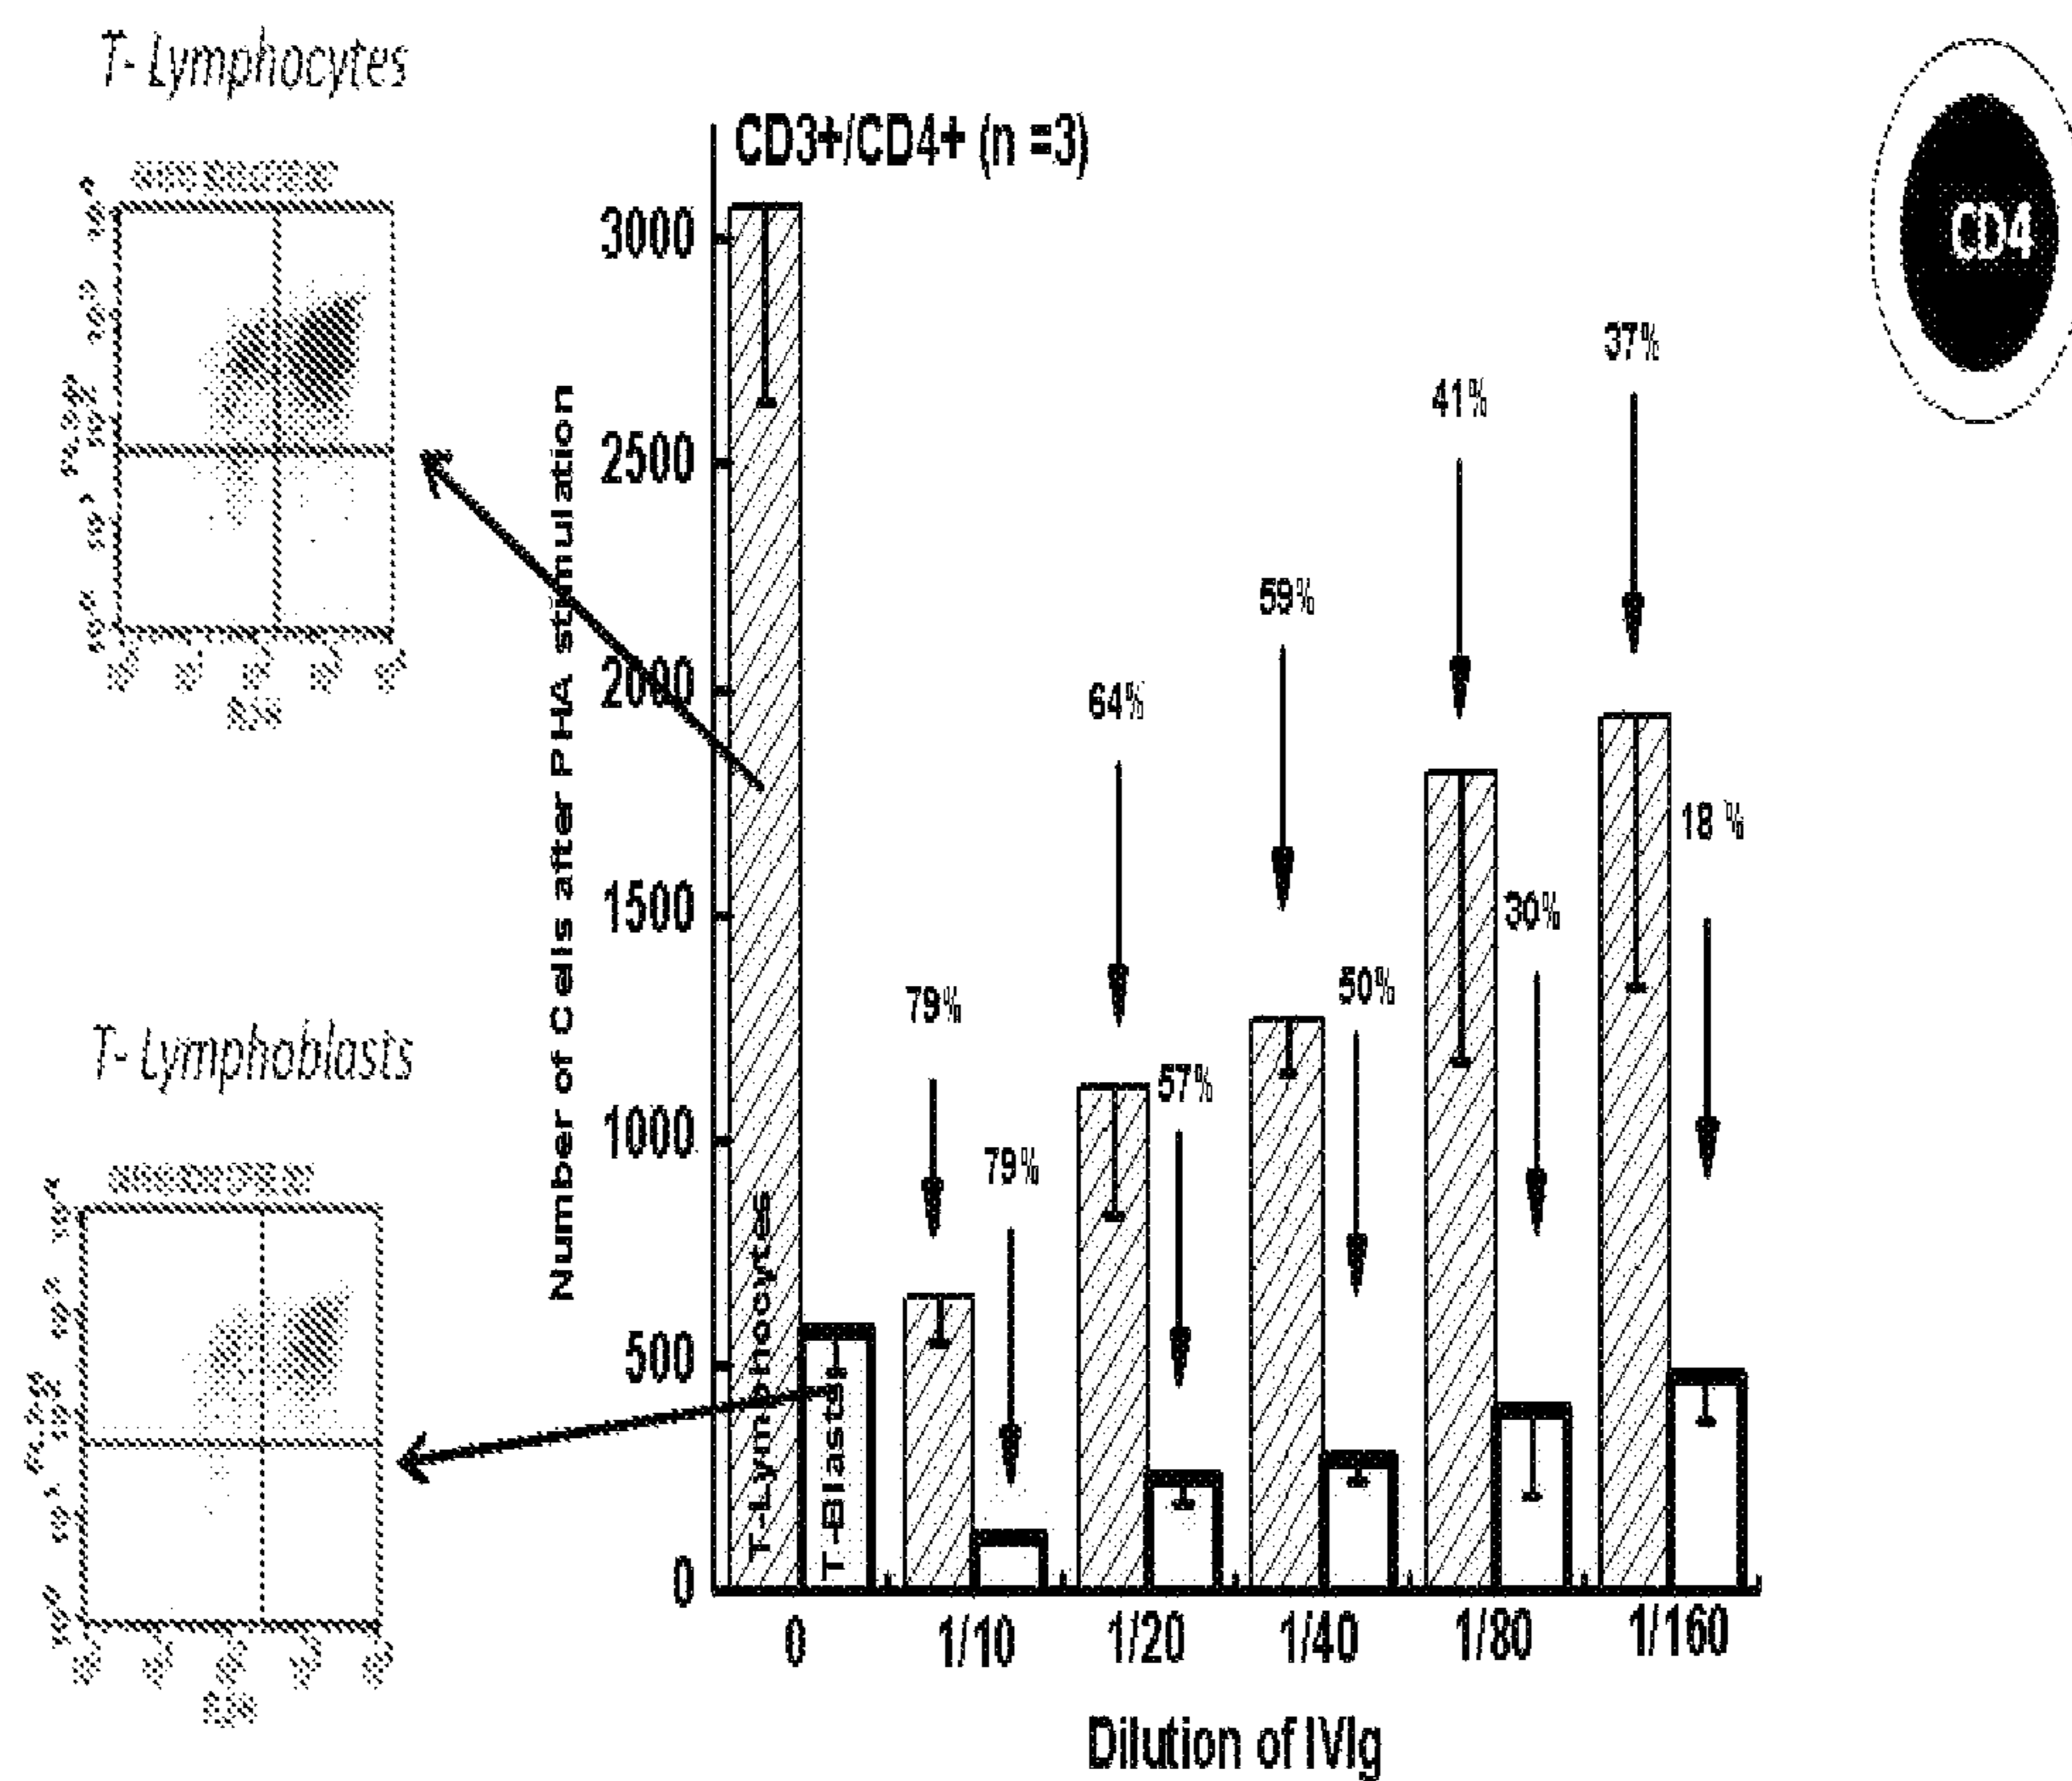 T- Lymphocytes
CD3+/CD4+ (n =3)
CD4
3000
2500
2000
1500
1000
500
0
Number of Cells after PHA stimulation
37%
41%
59%
64%
18 %
30%
50%
79%
57%
79%
T- Lymphoblasts
T-Lymphocytes
T-Blasts
0
1/10
1/20
1/40
1/80
1/160
Dilution of IVIg